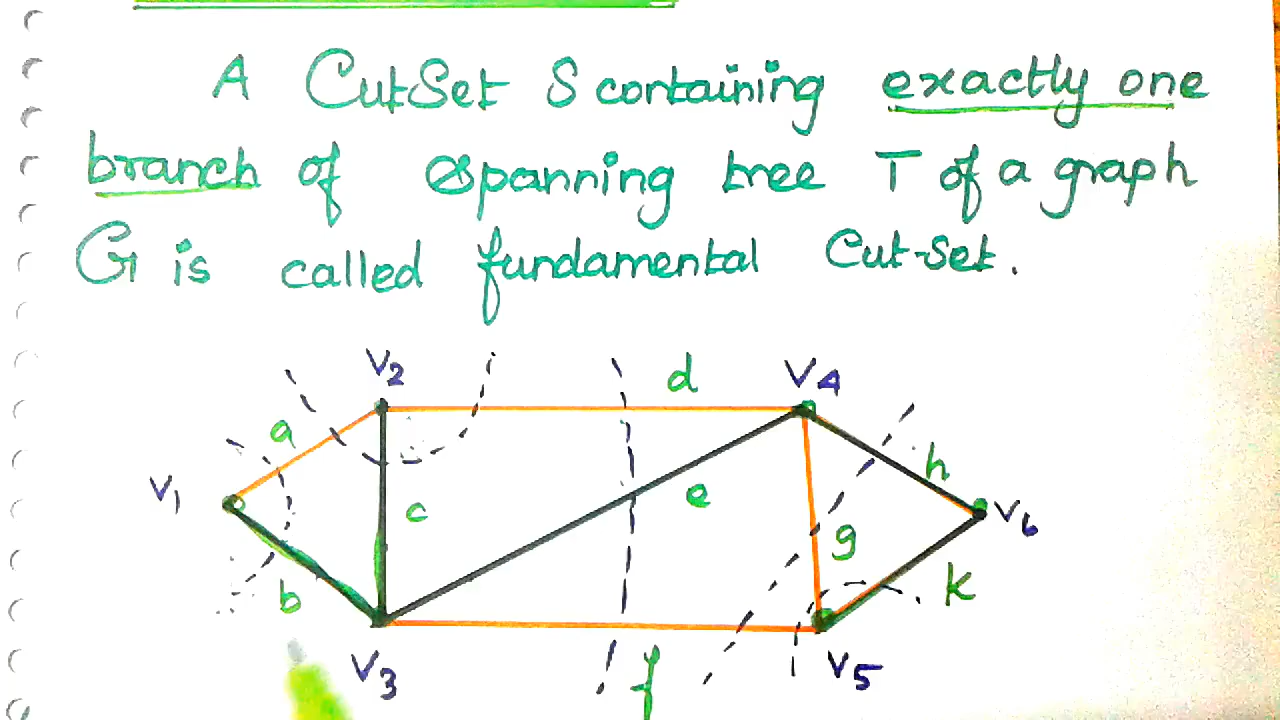 A CutSet S containing exactly one
branch of spanning tree T of a graph
G is called fundamental Cut-Set.
V2 d V4
a h
V1 c e V6
g
b k
V3 f V5